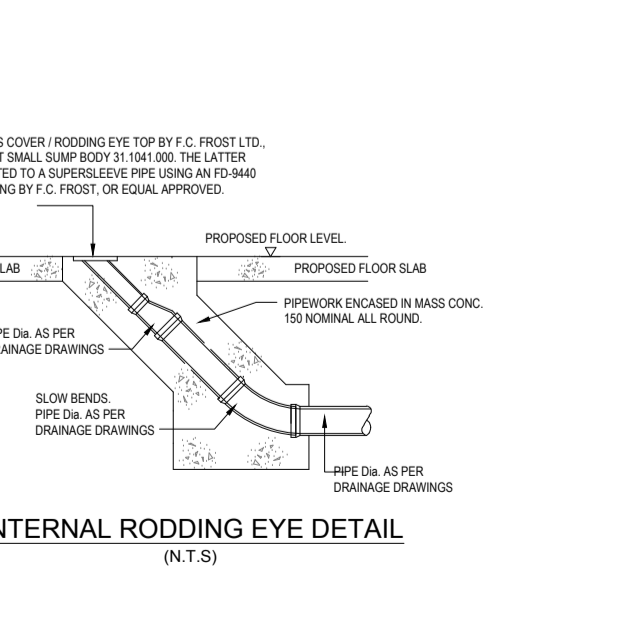 S COVER / RODDING EYE TOP BY F.C. FROST LTD.,
T SMALL SUMP BODY 31.1041.000. THE LATTER
TED TO A SUPERSLEEVE PIPE USING AN FD-9440
NG BY F.C. FROST, OR EQUAL APPROVED.
PROPOSED FLOOR LEVEL.
LAB
PROPOSED FLOOR SLAB
PIPEWORK ENCASED IN MASS CONC.
150 NOMINAL ALL ROUND.
PE Dia. AS PER
RAINAGE DRAWINGS
SLOW BENDS.
PIPE Dia. AS PER
DRAINAGE DRAWINGS
PIPE Dia. AS PER
DRAINAGE DRAWINGS
NTERNAL RODDING EYE DETAIL
(N.T.S)